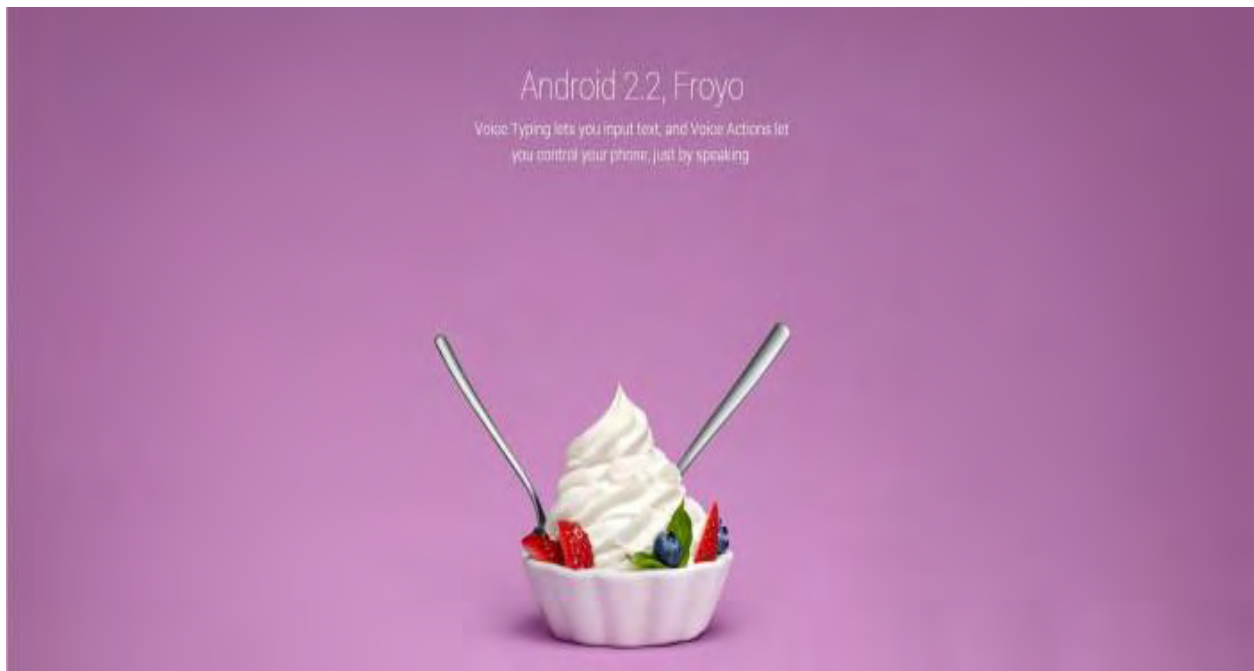 Android 2.2, Froyo
Voice Typing lets you input text, and Voice Actions let
you control your phone, just by speaking